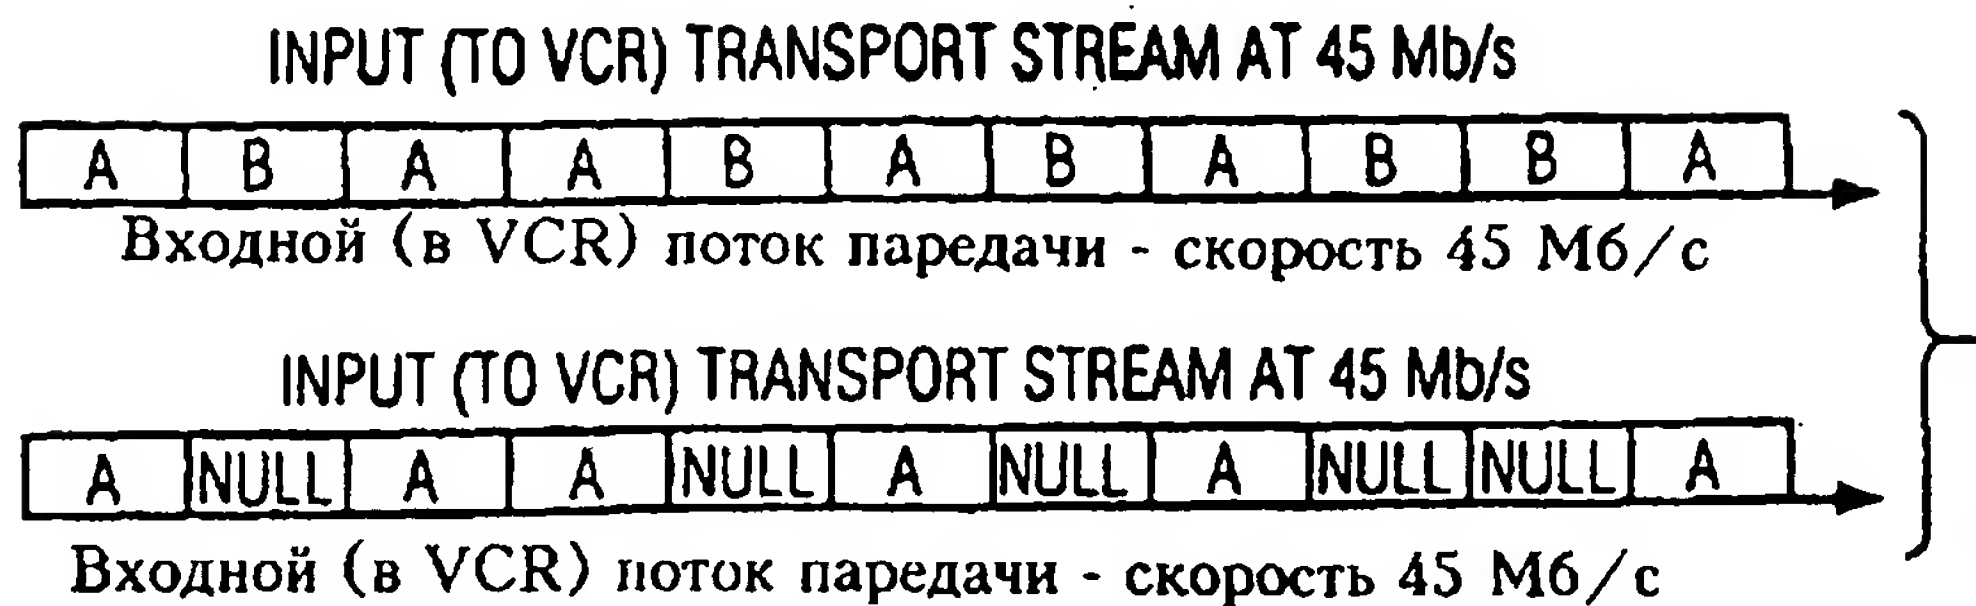 INPUT (TO VCR) TRANSPORT STREAM AT 45 Mb/s
A B A A B A B A B B A
Входной (в VCR) поток паредачи - скорость 45 Мб/с
INPUT (TO VCR) TRANSPORT STREAM AT 45 Mb/s
A NULL A A NULL A NULL A NULL NULL A
Входной (в VCR) поток паредачи - скорость 45 Мб/с